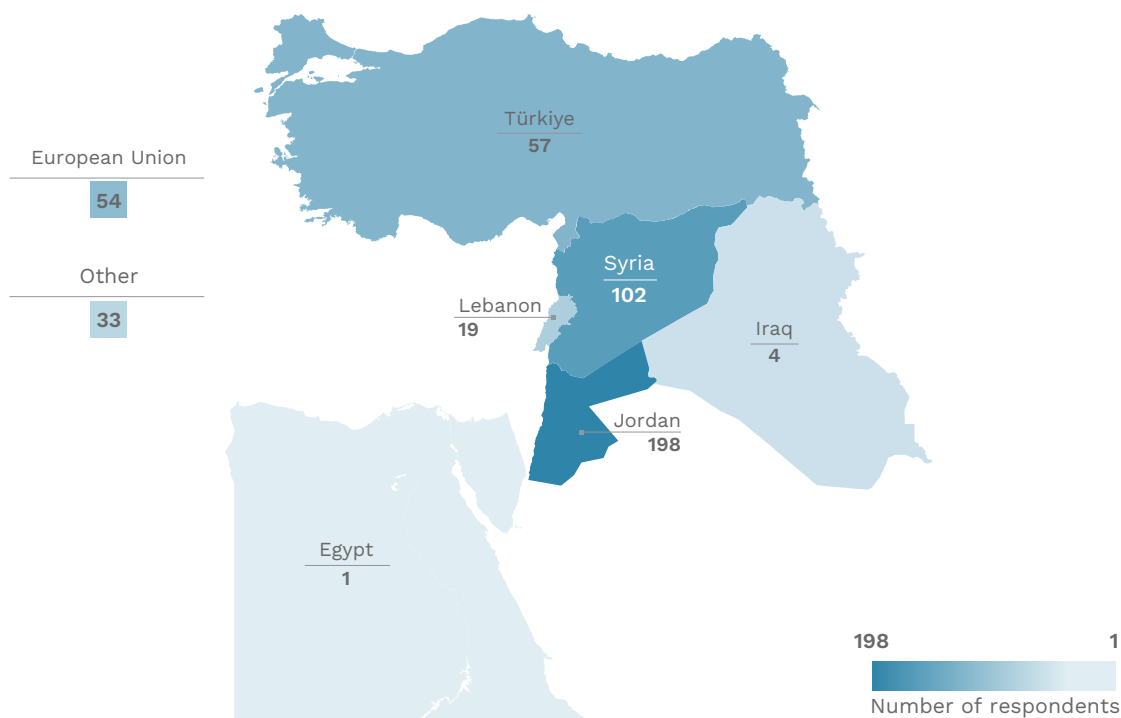 Türkiye
57
European Union
54
Syria
102
Other
33
Lebanon
19
Iraq
4
Jordan
198
Egypt
1
198 1
Number of respondents